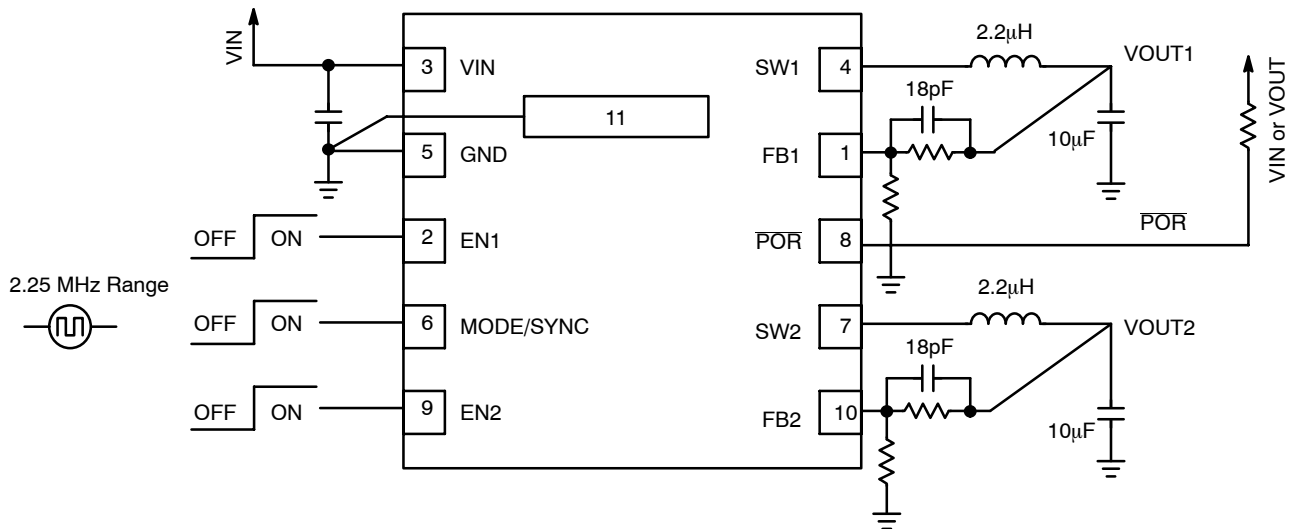 VIN
3
VIN
11
5
GND
OFF ON
2
EN1
2.25 MHz Range
OFF ON
6
MODE/SYNC
OFF ON
9
EN2
SW1
4
2.2μH
VOUT1
18pF
FB1
1
10μF
VIN or VOUT
POR
8
POR
SW2
7
2.2μH
VOUT2
18pF
FB2
10
10μF